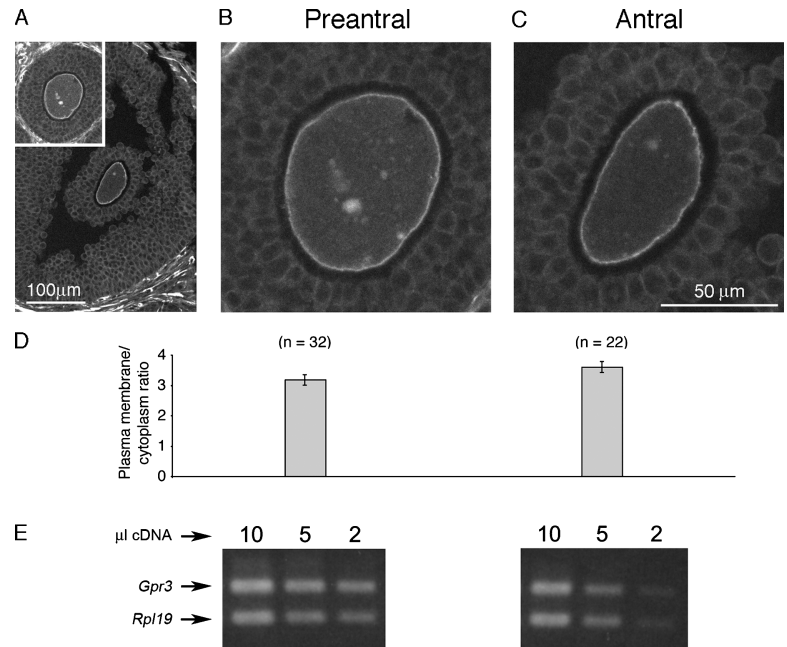 A
B
Preantral
C
Antral
100μm
50 μm
D
(n = 32)
(n = 22)
Plasma membrane/
cytoplasm ratio
4
3
2
1
0
E
μl cDNA
10 5 2
10 5 2
Gpr3
Rpl19